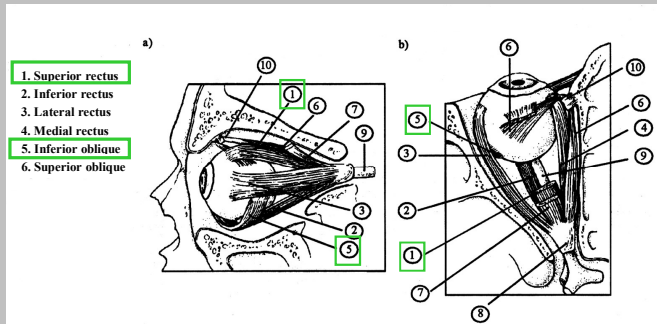 1. Superior rectus
2. Inferior rectus
3. Lateral rectus
4. Medial rectus
5. Inferior oblique
6. Superior oblique
a)
10
1
6
7
9
3
2
5
b)
6
10
5
6
4
3
9
2
1
7
8